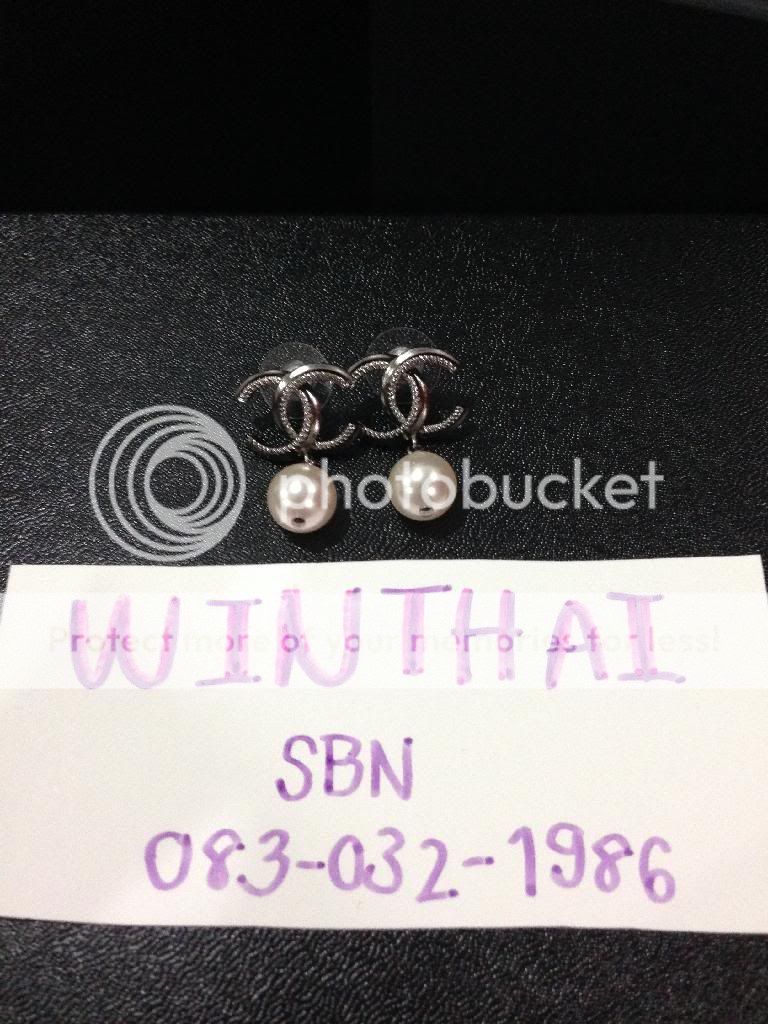 photobucket
WINTHAI
Protect more of your memories for less!
SBN
083-032-1986